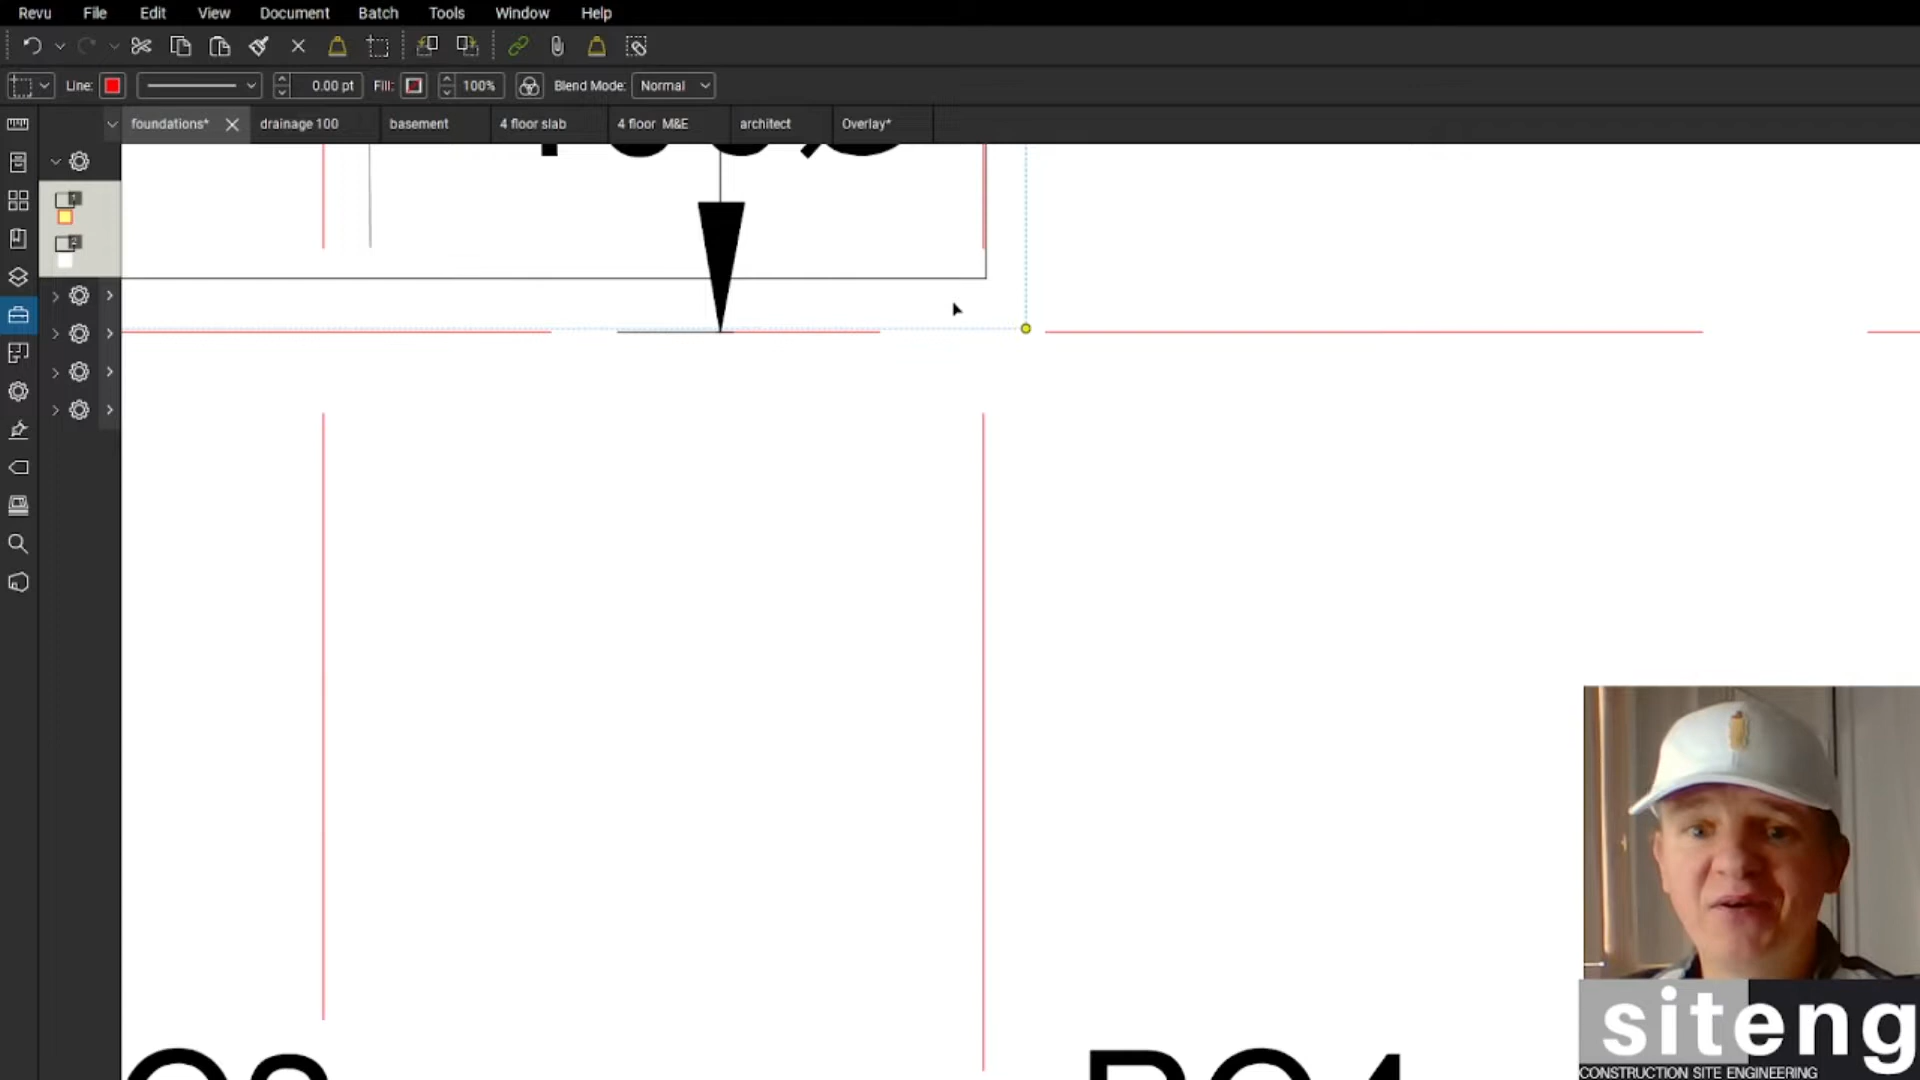 Revu File Edit View Document Batch Tools Window Help
Line: 0.00 pt Fill: 100% Blend Mode: Normal
foundations* drainage 100 basement 4 floor slab 4 floor M&E architect Overlay*
siteng
CONSTRUCTION SITE ENGINEERING